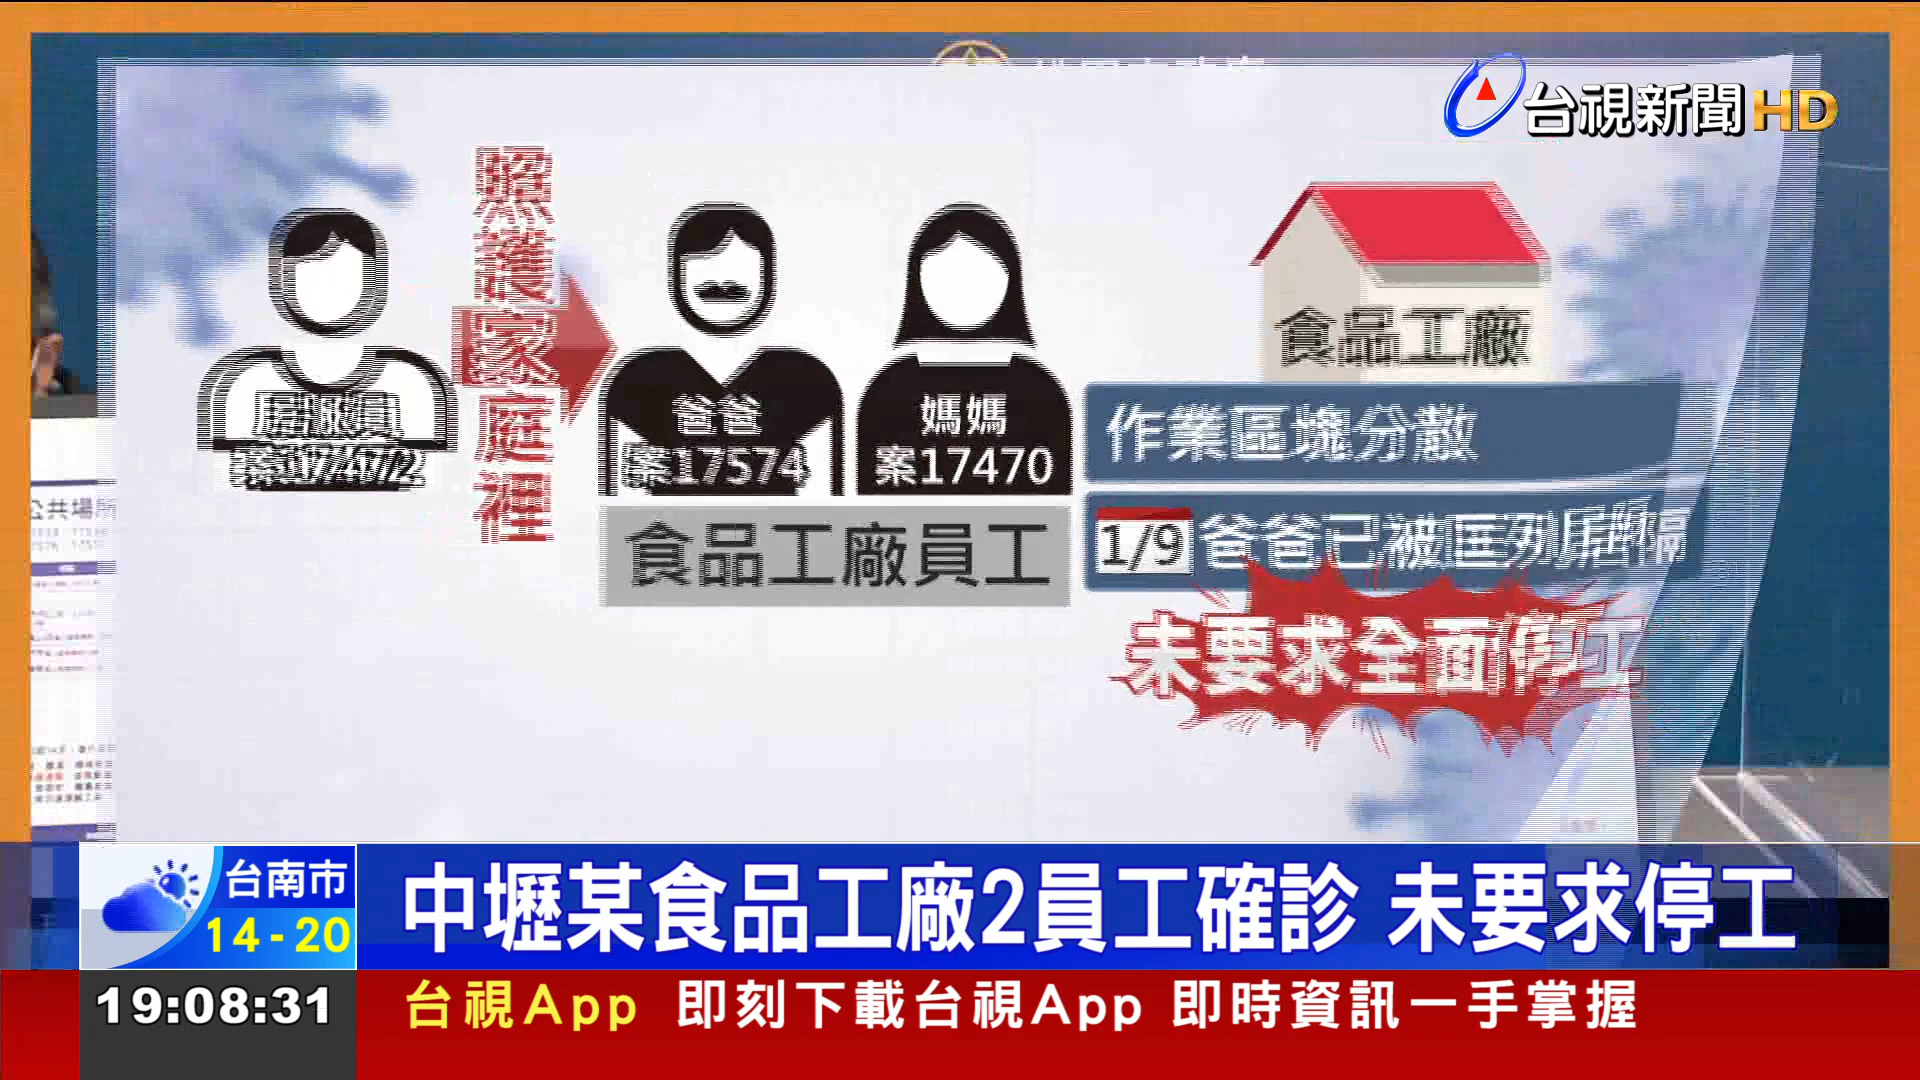 台視新聞HD
照護家庭裡
居服員
案17472
爸爸
案17574
媽媽
案17470
食品工廠員工
食品工廠
作業區塊分散
1/9 爸爸已被匡列居隔
未要求全面停工
公共場所
台南市
14-20
中壢某食品工廠2員工確診 未要求停工
19:08:31
台視App 即刻下載台視App 即時資訊一手掌握